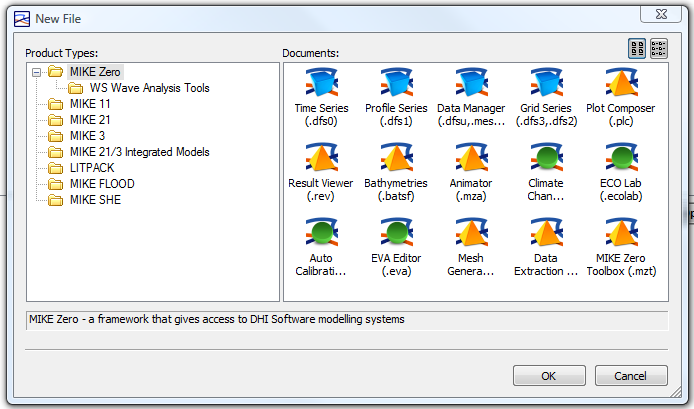 New File
Product Types:
Documents:
MIKE Zero
WS Wave Analysis Tools
MIKE 11
MIKE 21
MIKE 3
MIKE 21/3 Integrated Models
LITPACK
MIKE FLOOD
MIKE SHE
Time Series
(.dfs0)
Profile Series
(.dfs1)
Data Manager
(.dfsu,.mes...
Grid Series
(.dfs3,.dfs2)
Plot Composer
(.plc)
Result Viewer
(.rev)
Bathymetries
(.batsf)
Animator
(.mza)
Climate
Chan...
ECO Lab
(.ecolab)
Auto
Calibrati...
EVA Editor
(.eva)
Mesh
Genera...
Data
Extraction ...
MIKE Zero
Toolbox (.mzt)
MIKE Zero - a framework that gives access to DHI Software modelling systems
OK
Cancel